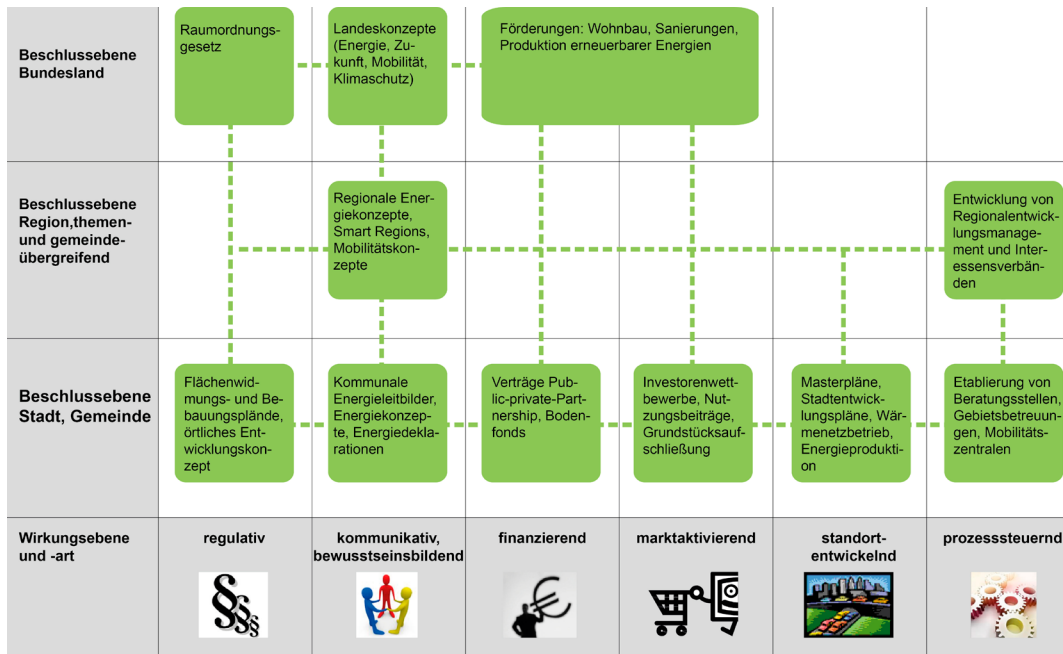 Beschlussebene
Bundesland
Raumordnungs-
gesetz
Landeskonzepte
(Energie, Zu-
kunft, Mobilität,
Klimaschutz)
Förderungen: Wohnbau, Sanierungen,
Produktion erneuerbarer Energien
Beschlussebene
Region,themen-
und gemeinde-
übergreifend
Regionale Ener-
giekonzepte,
Smart Regions,
Mobilitätskon-
zepte
Entwicklung von
Regionalentwick-
lungsmanage-
ment und Inter-
essensverbän-
den
Beschlussebene
Stadt, Gemeinde
Flächenwid-
mungs- und Be-
bauungsplände,
örtliches Ent-
wicklungskon-
zept
Kommunale
Energieleitbilder,
Energiekonzep-
te, Energiedekla-
rationen
Verträge Pu-
blic-private-Part-
nership, Boden-
fonds
Investorenwett-
bewerbe, Nut-
zungsbeiträge,
Grundstücksauf-
schließung
Masterpläne,
Stadtentwick-
lungspläne, Wär-
menetzbetrieb,
Energieprodukti-
on
Etablierung von
Beratungsstellen,
Gebietsbetreuun-
gen, Mobilitäts-
zentralen
Wirkungsebene
und -art
regulativ
kommunikativ,
bewusstseinsbildend
finanzierend
marktaktivierend
standort-
entwickelnd
prozesssteuernd
§§§
€